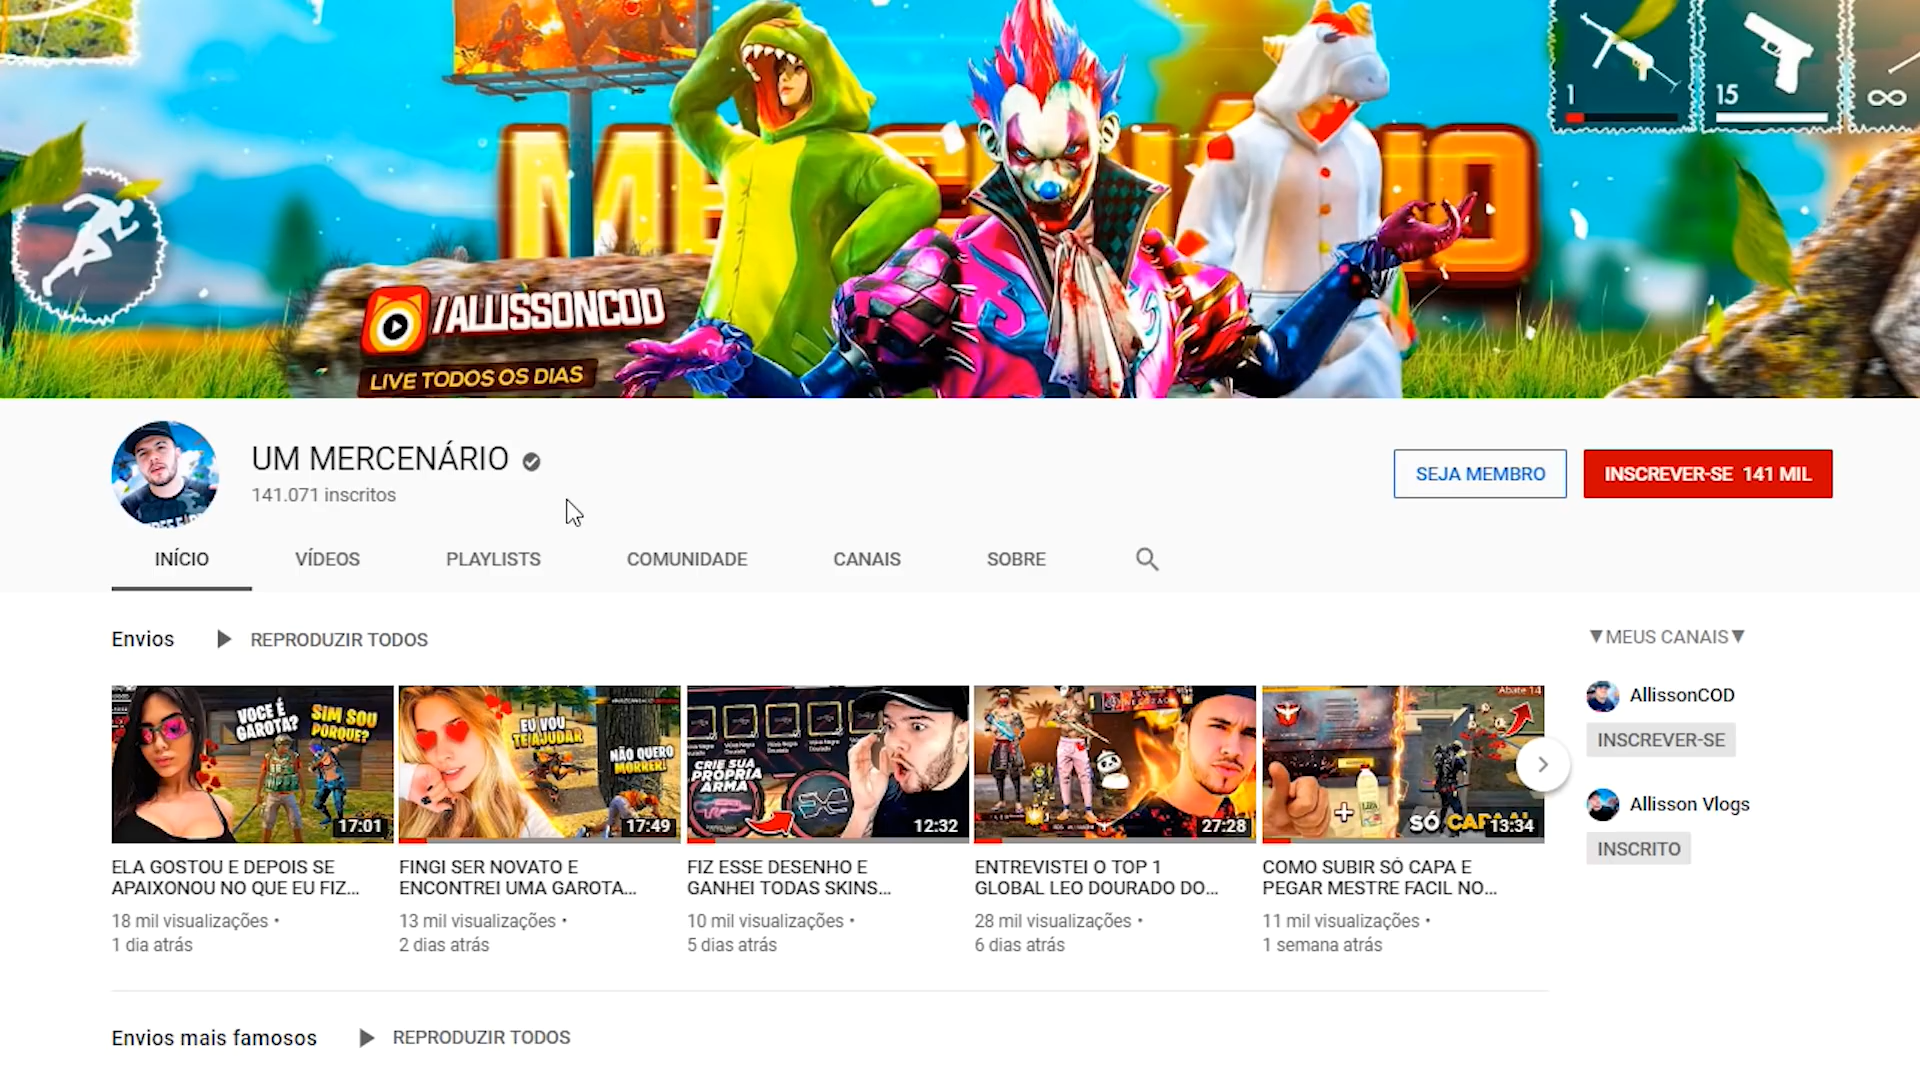 1
15
∞
MERCENÁRIO
/ALLISSONCOD
LIVE TODOS OS DIAS
UM MERCENÁRIO
141.071 inscritos
SEJA MEMBRO
INSCREVER-SE 141 MIL
INÍCIO
VÍDEOS
PLAYLISTS
COMUNIDADE
CANAIS
SOBRE
Envios
REPRODUZIR TODOS
▼MEUS CANAIS▼
AllissonCOD
INSCREVER-SE
Allisson Vlogs
INSCRITO
VOCÊ É
GAROTA?
SIM SOU
PORQUE?
17:01
EU VOU
TE AJUDAR
NÃO QUERO
MORRER!
17:49
CRIE SUA
PRÓPRIA
ARMA
12:32
27:28
Abate 14
+
SÓ CAPA
13:34
ELA GOSTOU E DEPOIS SE
APAIXONOU NO QUE EU FIZ...
18 mil visualizações •
1 dia atrás
FINGI SER NOVATO E
ENCONTREI UMA GAROTA...
13 mil visualizações •
2 dias atrás
FIZ ESSE DESENHO E
GANHEI TODAS SKINS...
10 mil visualizações •
5 dias atrás
ENTREVISTEI O TOP 1
GLOBAL LEO DOURADO DO...
28 mil visualizações •
6 dias atrás
COMO SUBIR SÓ CAPA E
PEGAR MESTRE FACIL NO...
11 mil visualizações •
1 semana atrás
Envios mais famosos
REPRODUZIR TODOS